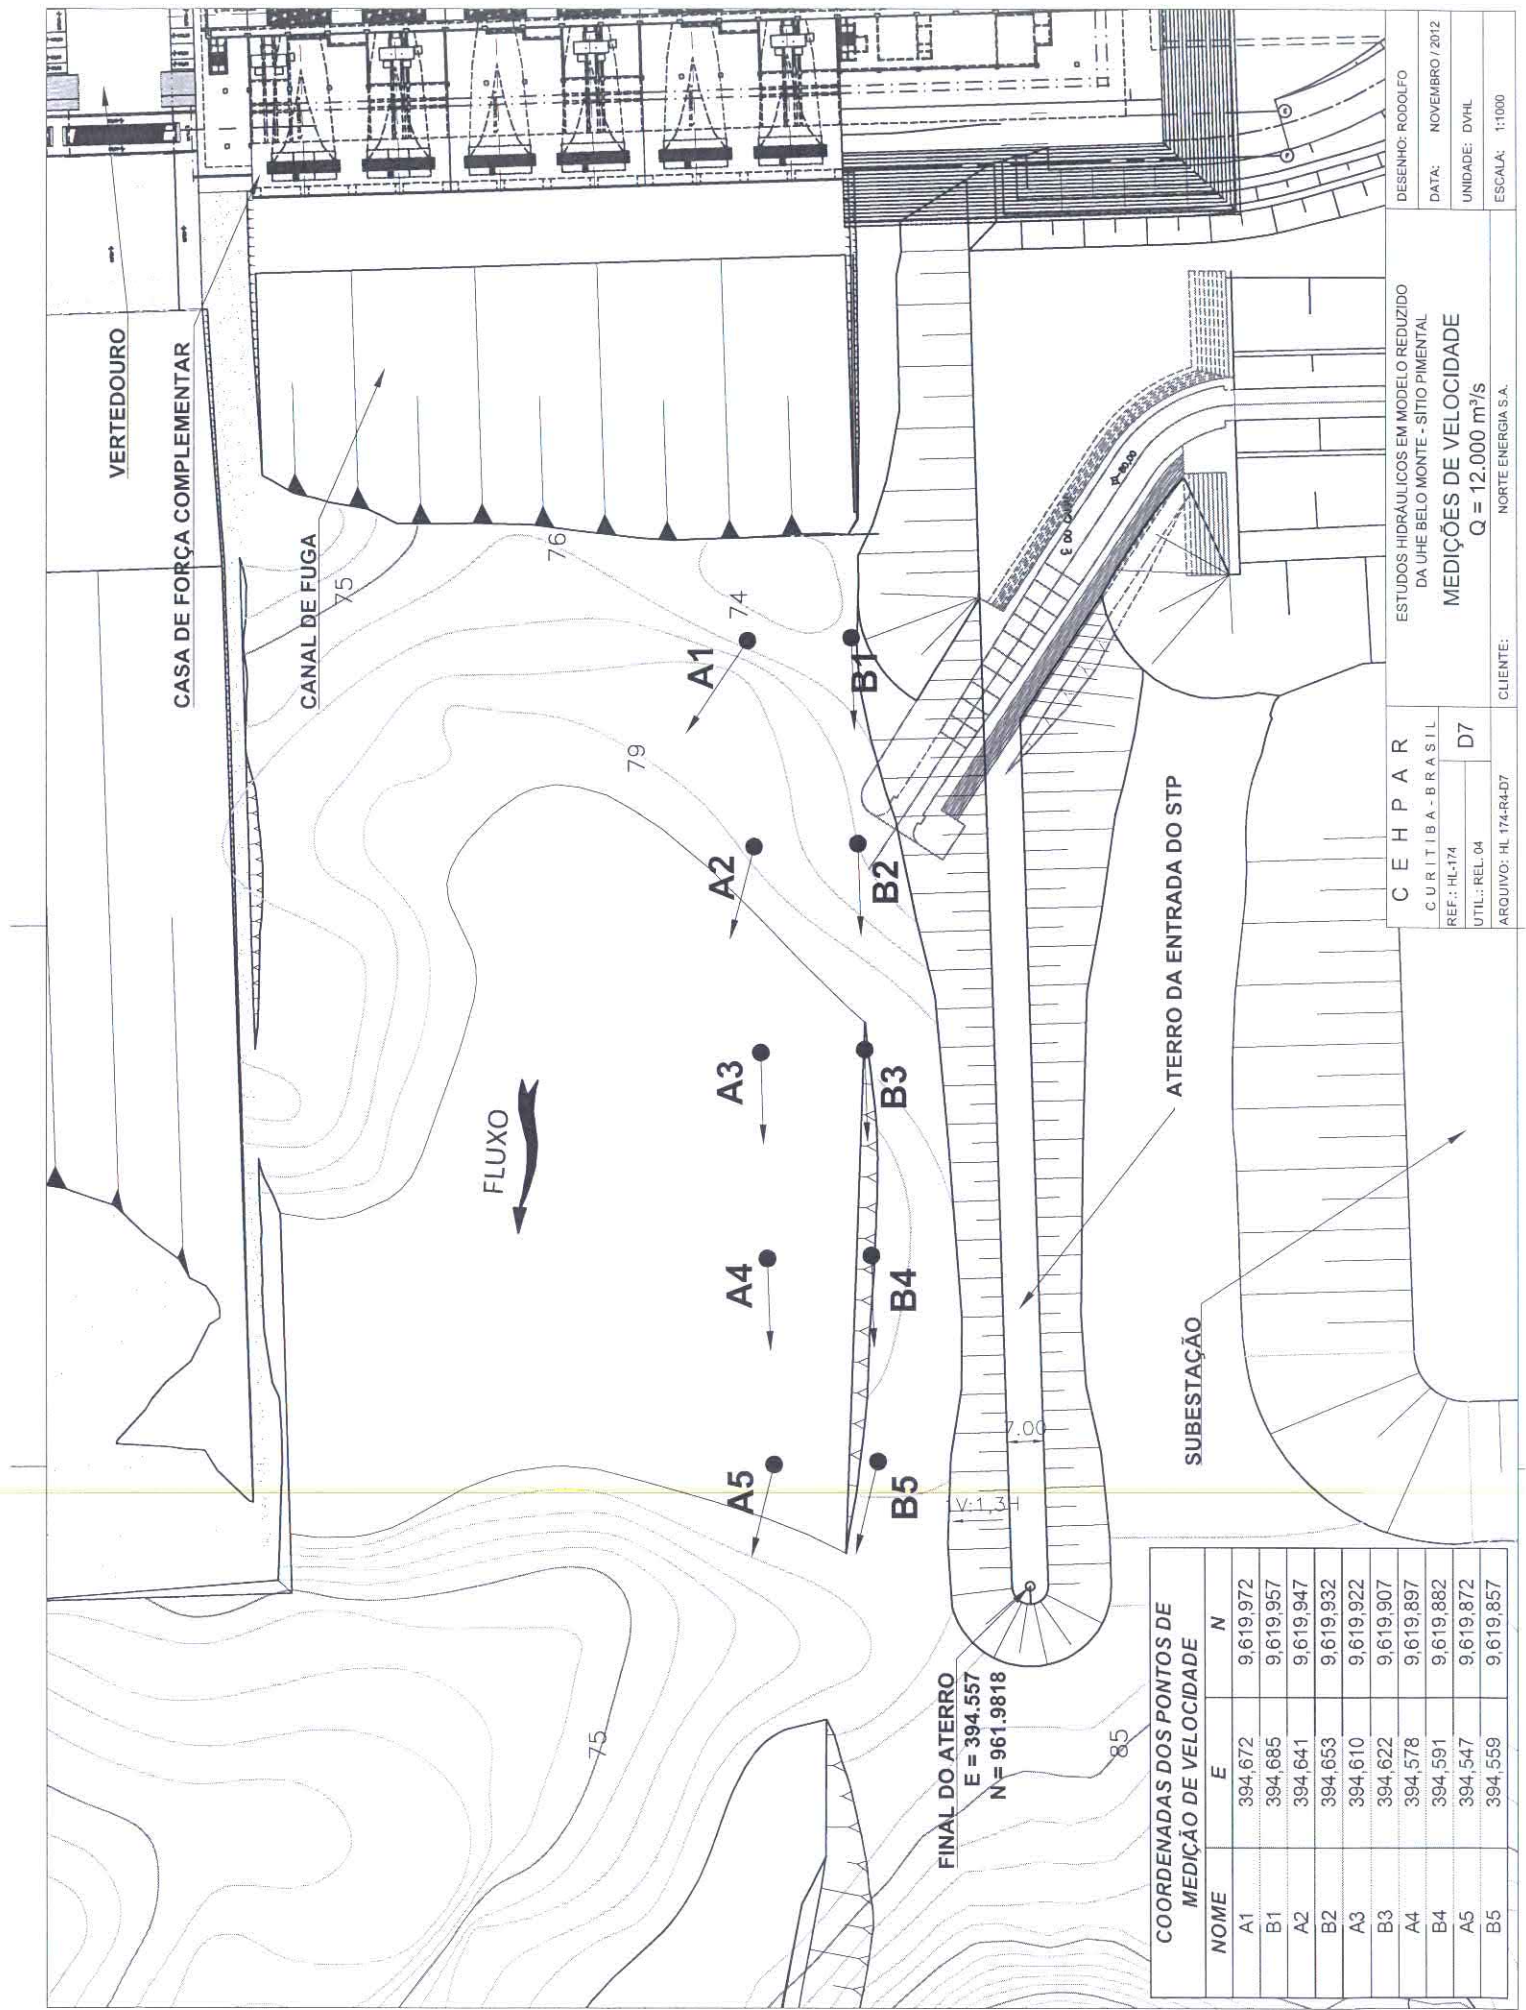 VERTEDOURO
CASA DE FORÇA COMPLEMENTAR
CANAL DE FUGA
75
76
74
79
FLUXO
A1
A2
A3
A4
A5
B1
B2
B3
B4
B5
7.00
1V:1,3H
ATERRO DA ENTRADA DO STP
SUBESTAÇÃO
FINAL DO ATERRO
E = 394.557
N = 961.9818
75
85
COORDENADAS DOS PONTOS DE
MEDIÇÃO DE VELOCIDADE
NOME E N
A1 394,672 9,619,972
B1 394,685 9,619,957
A2 394,641 9,619,947
B2 394,653 9,619,932
A3 394,610 9,619,922
B3 394,622 9,619,907
A4 394,578 9,619,897
B4 394,591 9,619,882
A5 394,547 9,619,872
B5 394,559 9,619,857
C E H P A R
CURITIBA - BRASIL
REF.: HL-174
UTIL.: REL. 04
D7
ARQUIVO: HL 174-R4-D7
ESTUDOS HIDRÁULICOS EM MODELO REDUZIDO
DA UHE BELO MONTE - SÍTIO PIMENTAL
MEDIÇÕES DE VELOCIDADE
Q = 12.000 m³/s
CLIENTE: NORTE ENERGIA S.A.
DESENHO: RODOLFO
DATA: NOVEMBRO / 2012
UNIDADE: DVHL
ESCALA: 1:1000